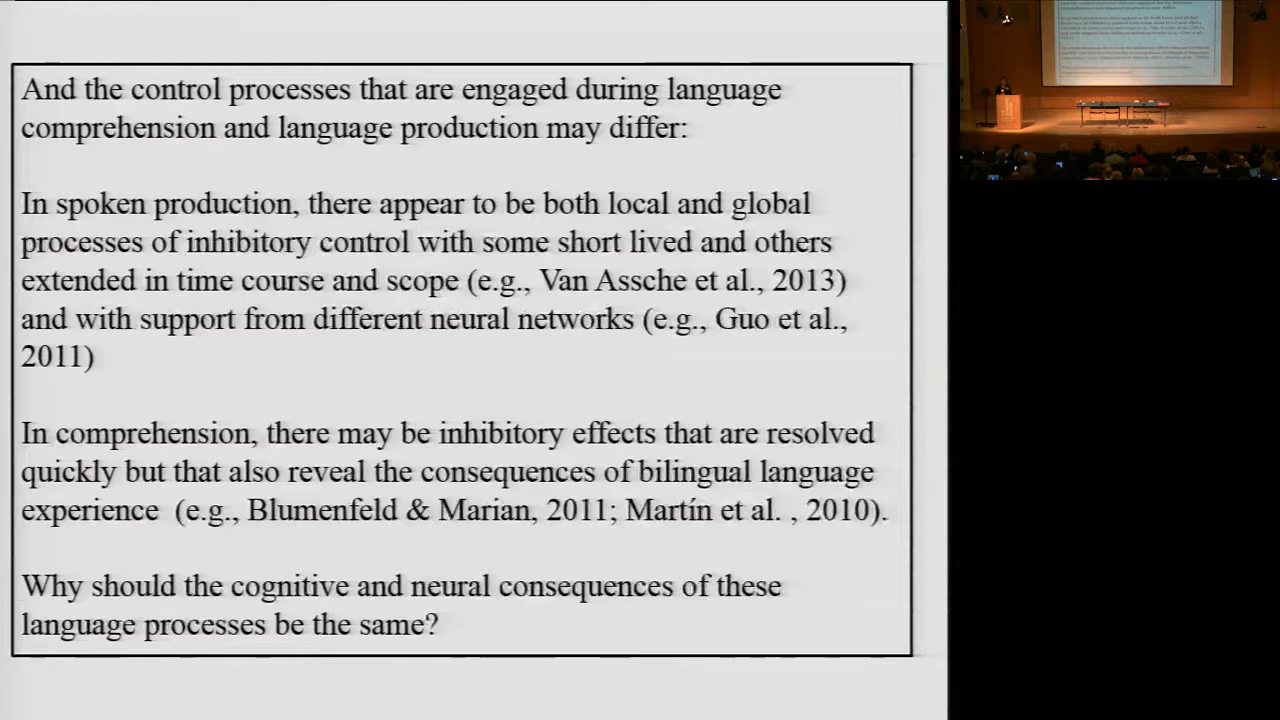 And the control processes that are engaged during language
comprehension and language production may differ:
In spoken production, there appear to be both local and global
processes of inhibitory control with some short lived and others
extended in time course and scope (e.g., Van Assche et al., 2013)
and with support from different neural networks (e.g., Guo et al.,
2011)
In comprehension, there may be inhibitory effects that are resolved
quickly but that also reveal the consequences of bilingual language
experience  (e.g., Blumenfeld & Marian, 2011; Martín et al. , 2010).
Why should the cognitive and neural consequences of these
language processes be the same?